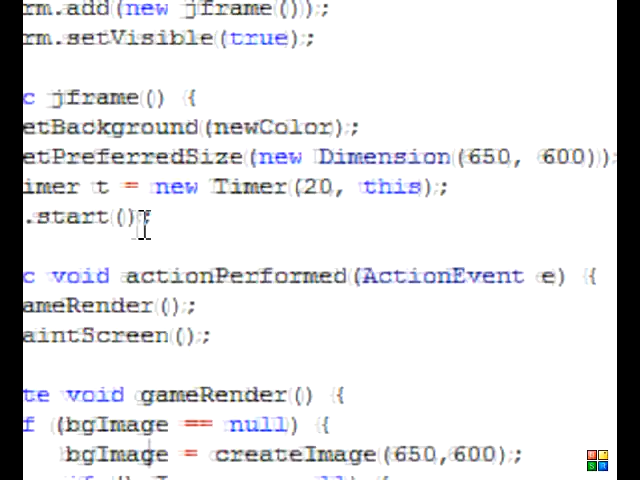 rm.add(new jframe());
rm.setVisible(true);
c jframe() {
etBackground(newColor);
etPreferredSize(new Dimension(650, 600));
imer t = new Timer(20, this);
.start();
c void actionPerformed(ActionEvent e) {
ameRender();
aintScreen();
te void gameRender() {
f (bgImage == null) {
bgImage = createImage(650,600);